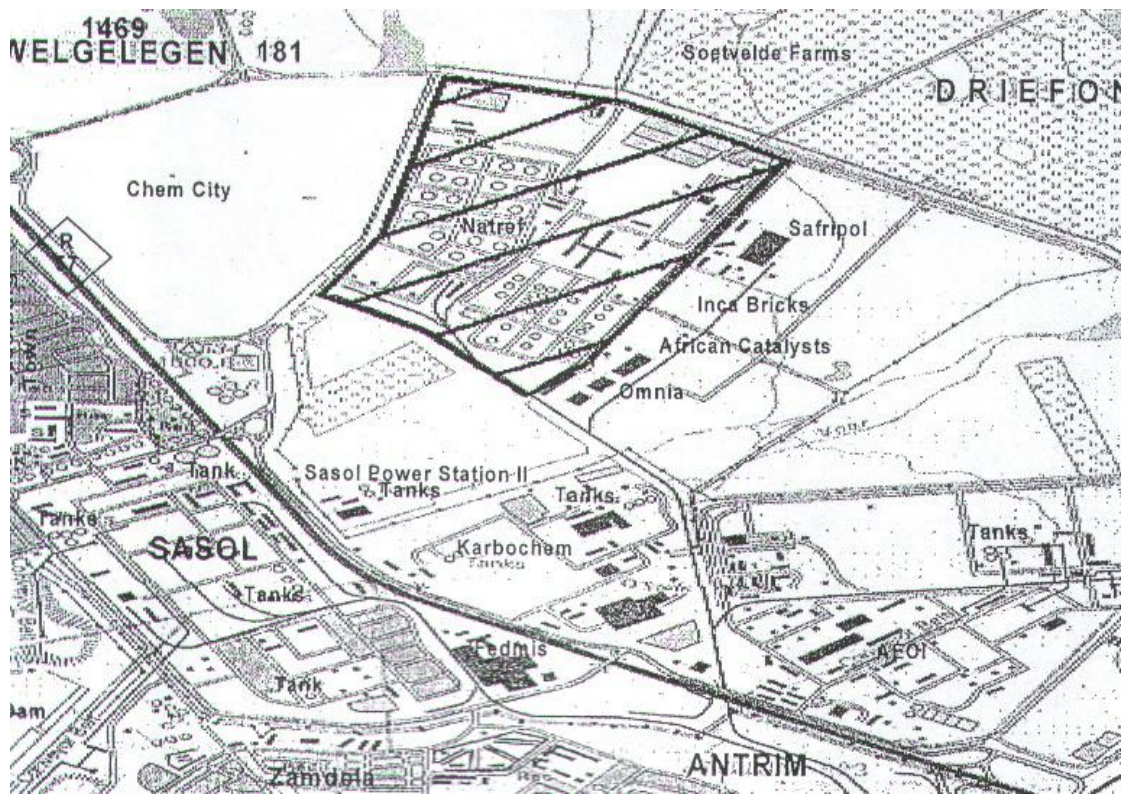 1469
WELGELEGEN 181
Soetvelde Farms
DRIEFON
Chem City
Natref
Safripol
Inca Bricks
African Catalysts
Omnia
Town
Tank
Sasol Power Station II
Tanks
Tanks
Tanks
SASOL
Karbochem
Tanks
Tanks
Tanks
Fedmis
Tank
Zamdela
ANTRIM